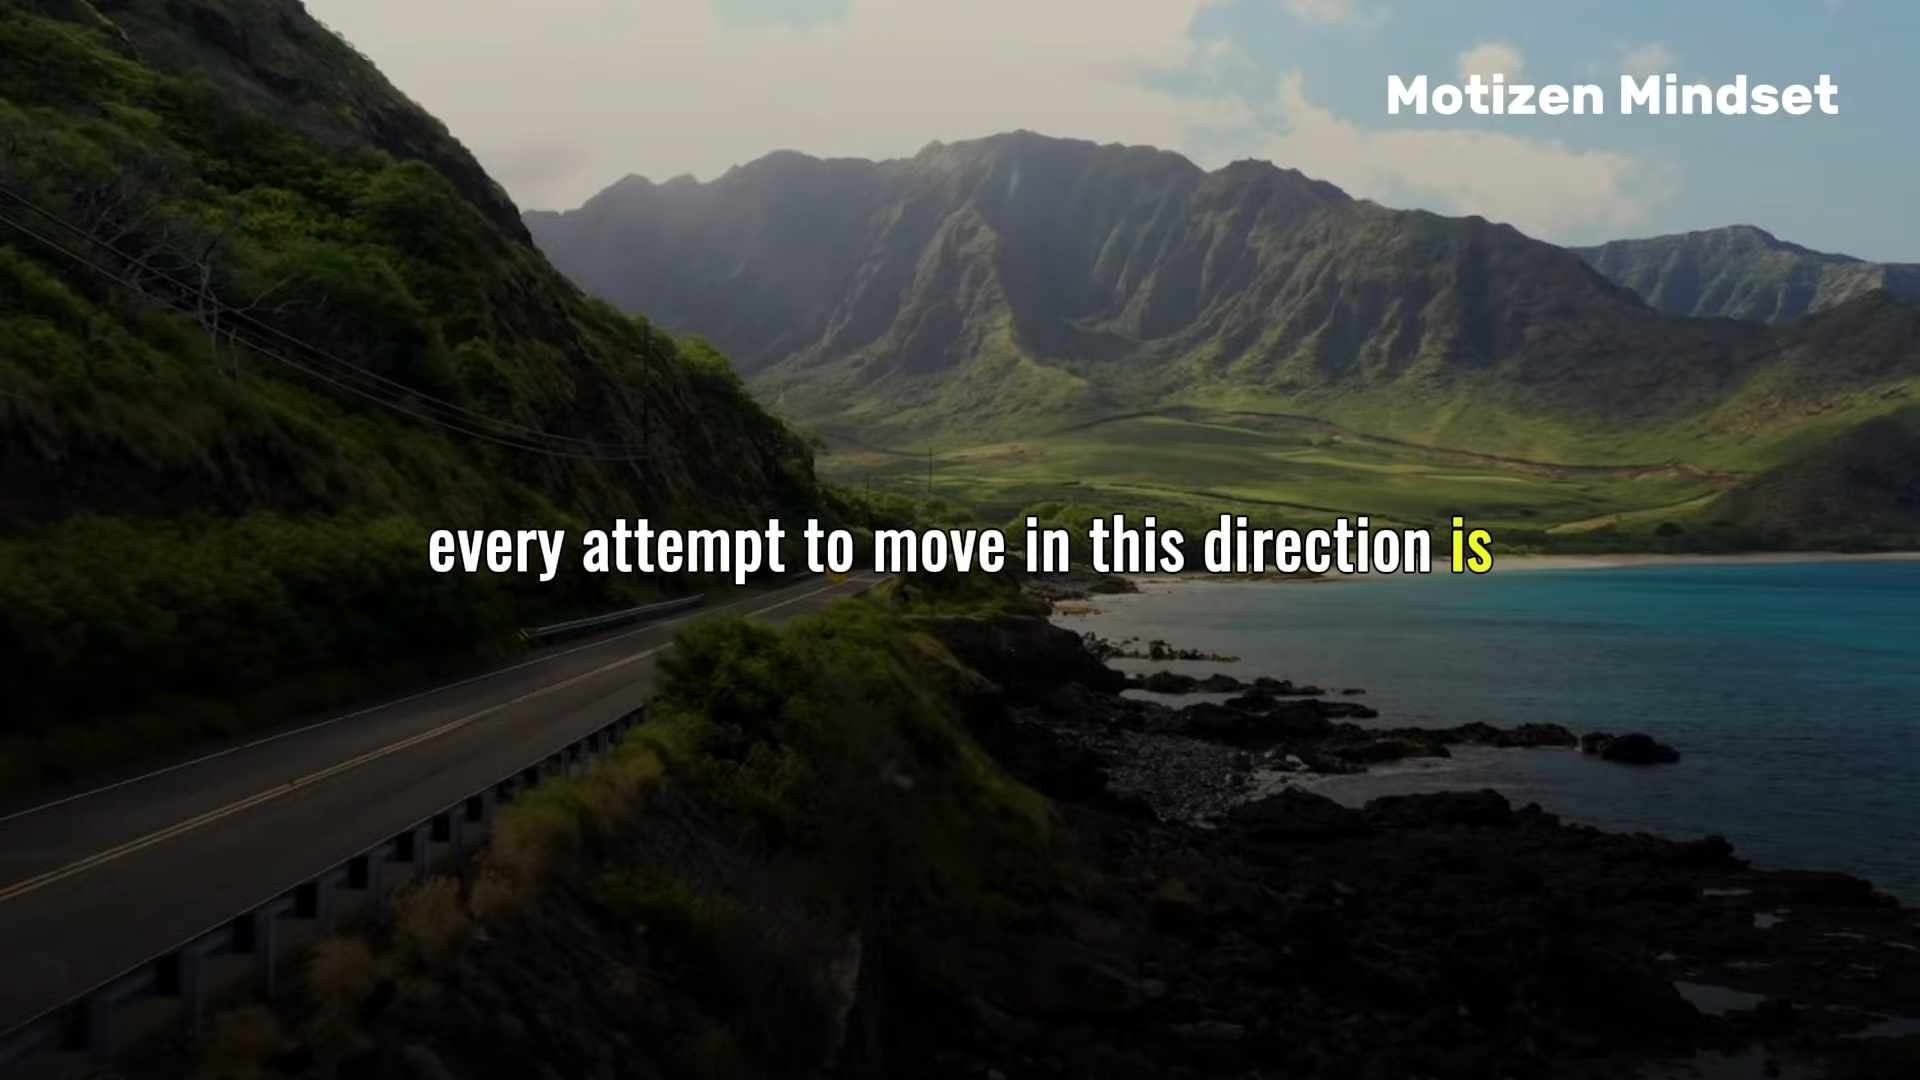 Motizen Mindset
every attempt to move in this direction is